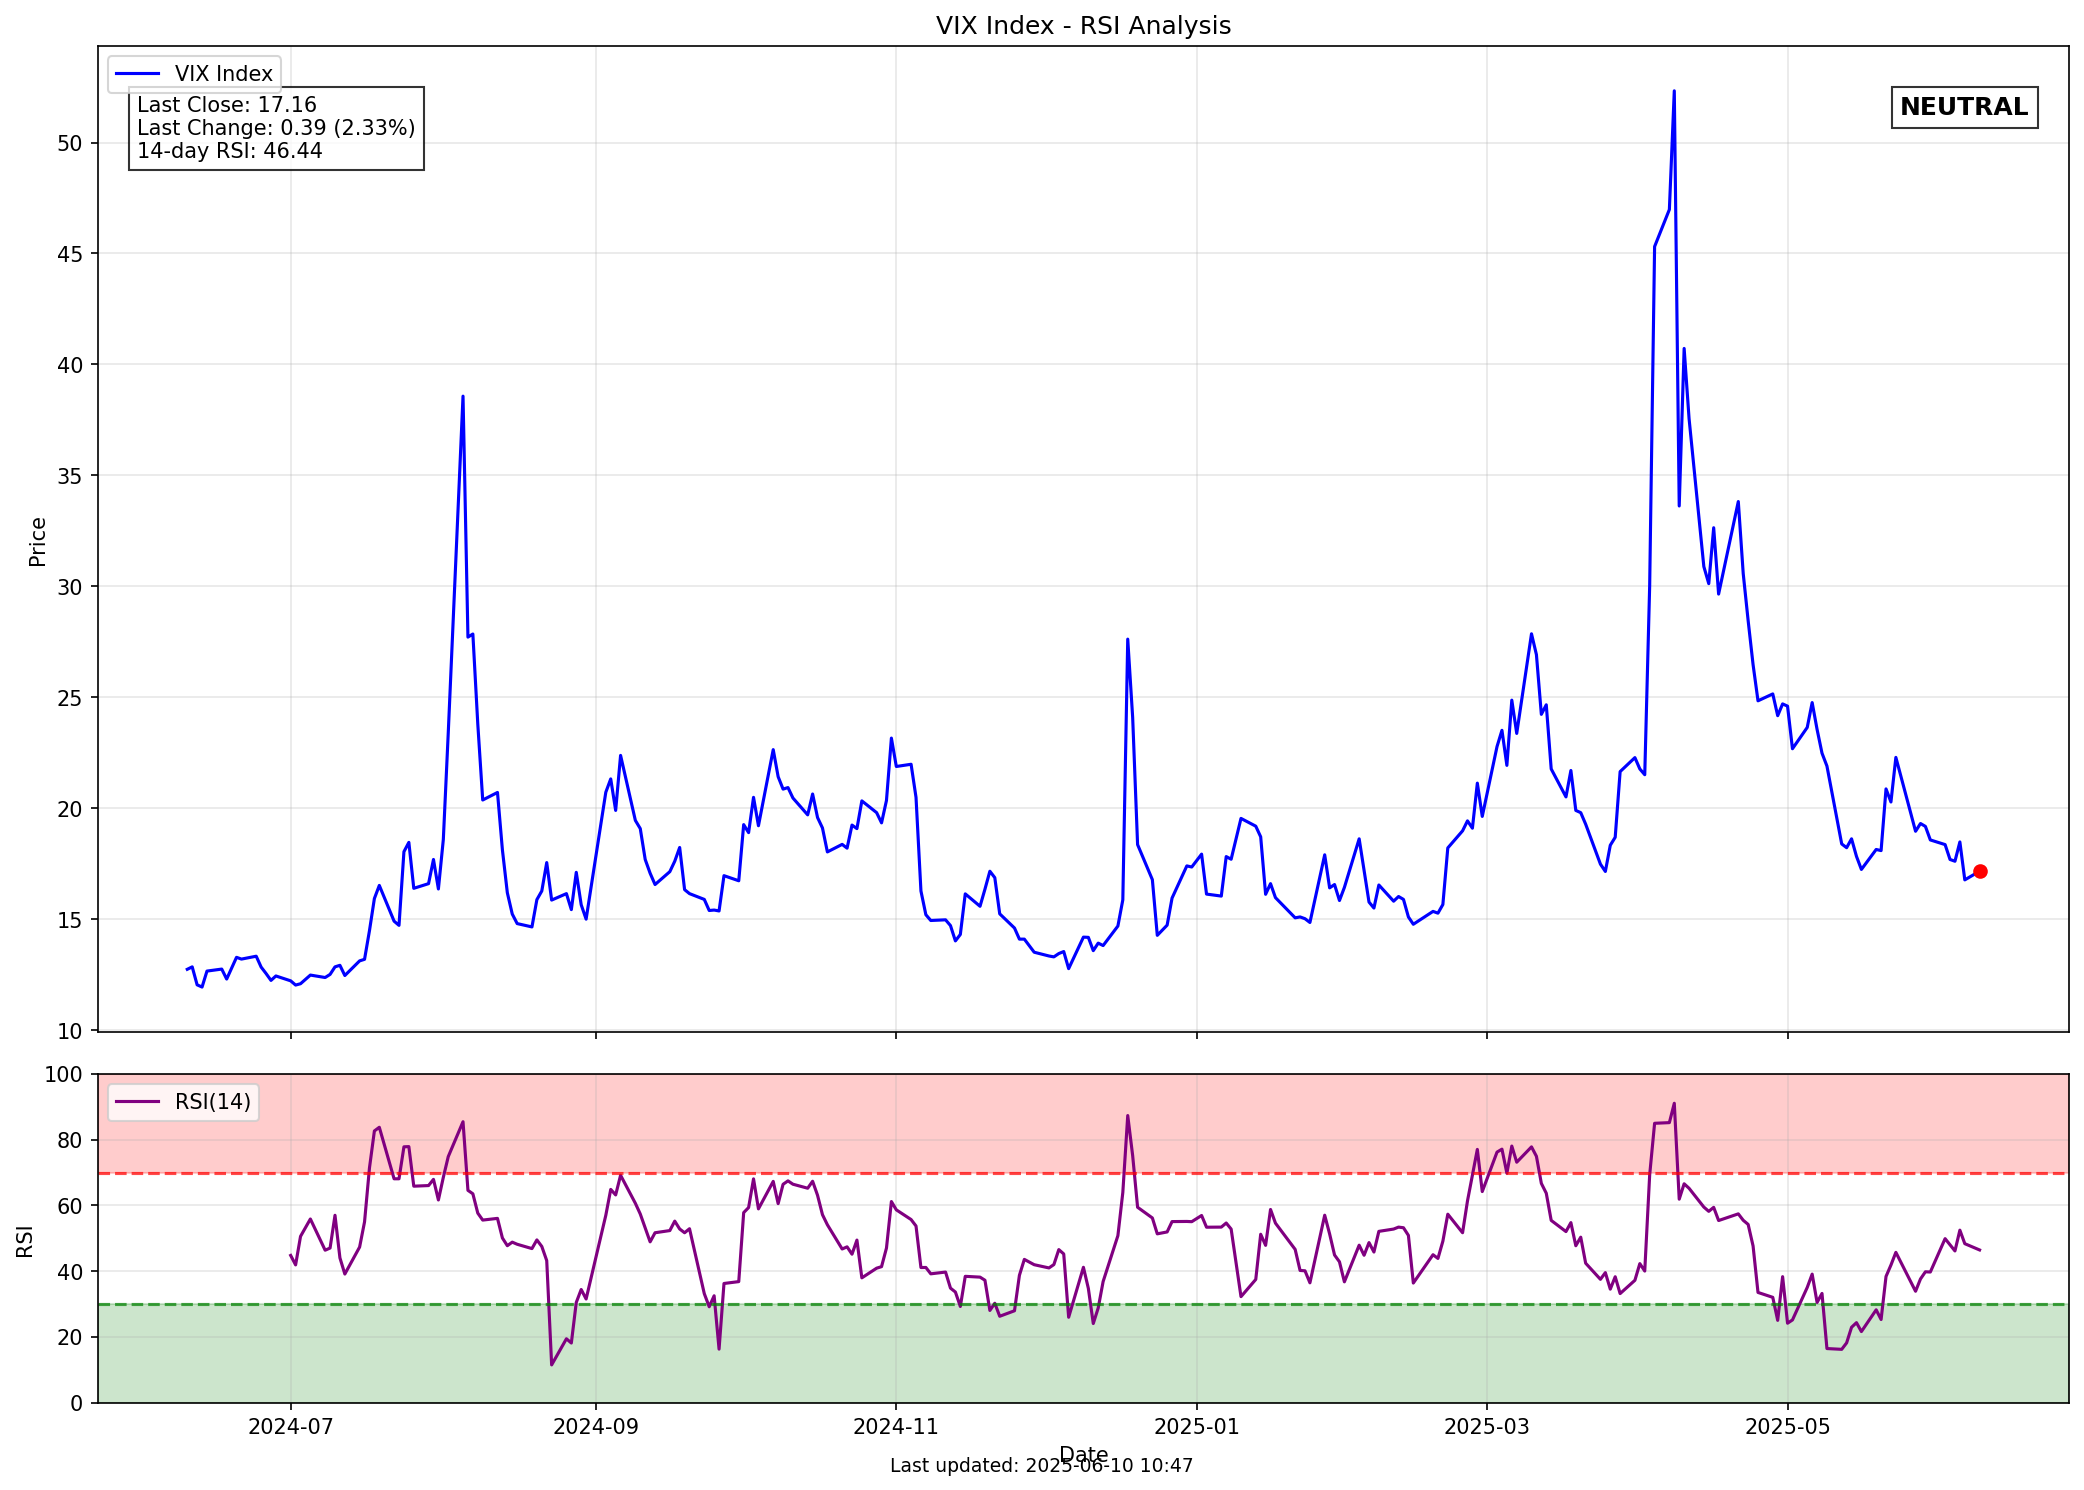 VIX Index - RSI Analysis
VIX Index
Last Close: 17.16
Last Change: 0.39 (2.33%)
14-day RSI: 46.44
NEUTRAL
Price
50
45
40
35
30
25
20
15
10
RSI(14)
RSI
100
80
60
40
20
0
2024-07
2024-09
2024-11
2025-01
2025-03
2025-05
Date
Last updated: 2025-06-10 10:47